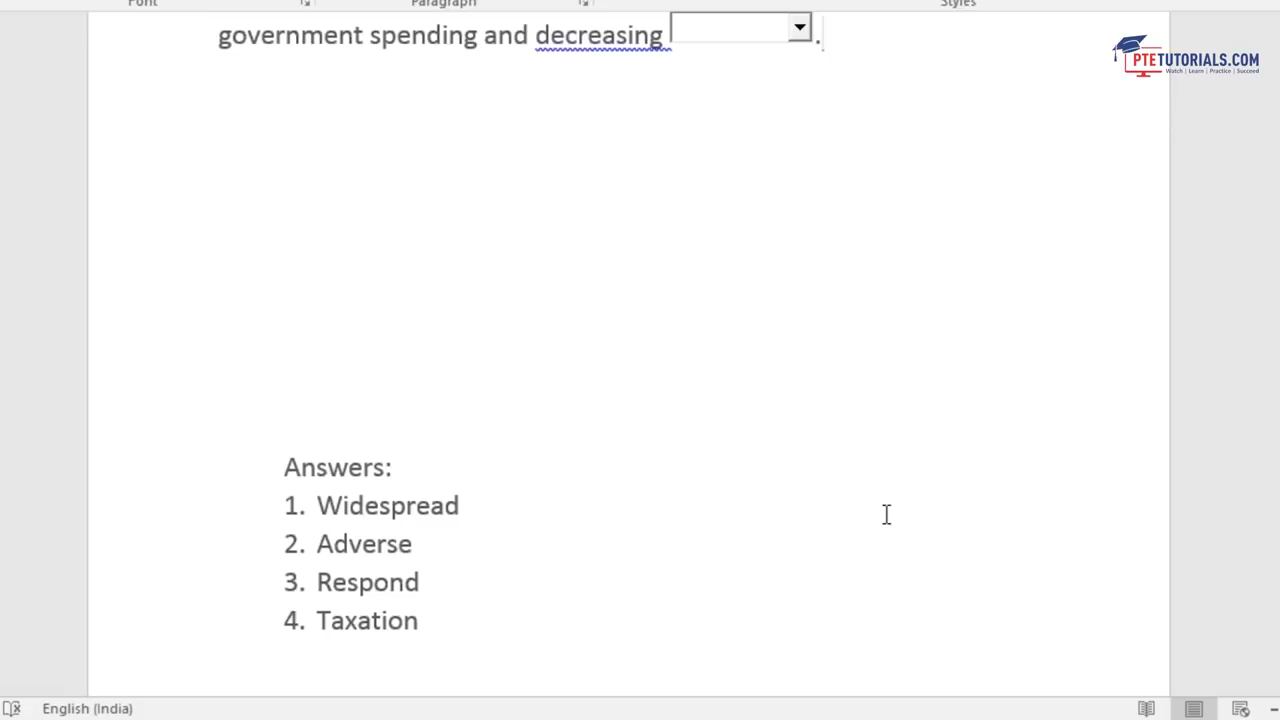 Font Paragraph Styles
government spending and decreasing .
PTETUTORIALS.COM
Watch | Learn | Practice | Succeed
Answers:
1. Widespread
2. Adverse
3. Respond
4. Taxation
English (India)